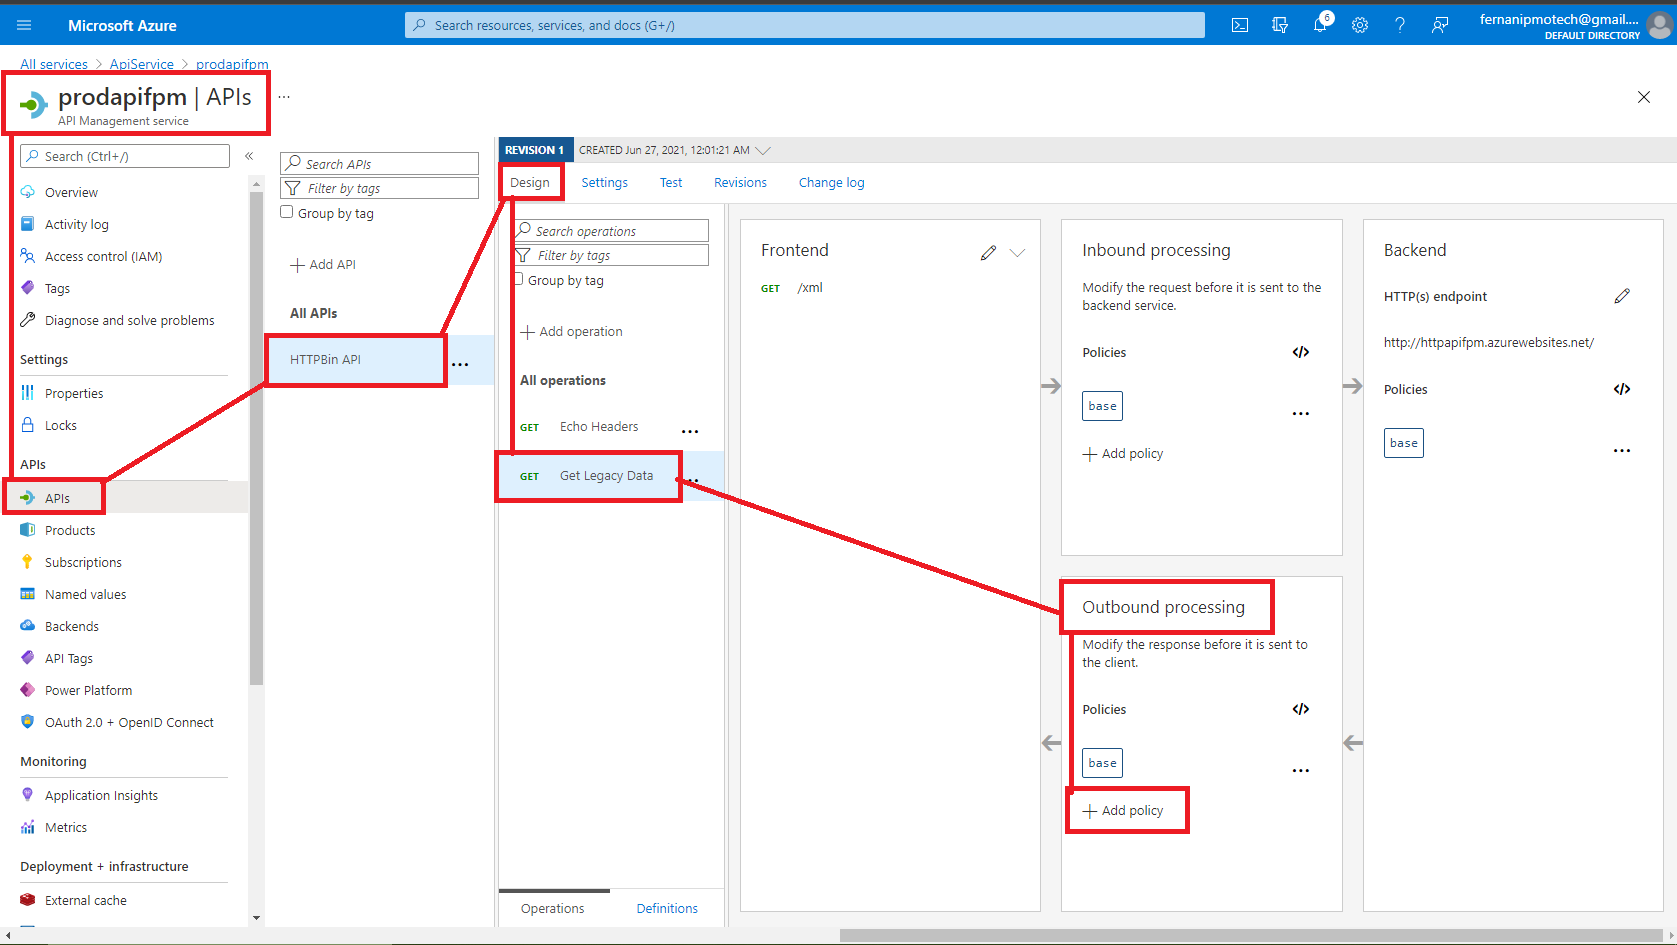 Microsoft Azure
Search resources, services, and docs (G+/)
6
fernanipmotech@gmail....
DEFAULT DIRECTORY
All services > ApiService > prodapifpm
prodapifpm | APIs ...
API Management service
Search (Ctrl+/)
«
Overview
Activity log
Access control (IAM)
Tags
Diagnose and solve problems
Settings
Properties
Locks
APIs
APIs
Products
Subscriptions
Named values
Backends
API Tags
Power Platform
OAuth 2.0 + OpenID Connect
Monitoring
Application Insights
Metrics
Deployment + infrastructure
External cache
Search APIs
Filter by tags
Group by tag
+ Add API
All APIs
HTTPBin API ...
REVISION 1 CREATED Jun 27, 2021, 12:01:21 AM
Design Settings Test Revisions Change log
Search operations
Filter by tags
Group by tag
+ Add operation
All operations
GET Echo Headers ...
GET Get Legacy Data ...
Operations Definitions
Frontend
GET /xml
Inbound processing
Modify the request before it is sent to the
backend service.
Policies </>
base ...
+ Add policy
Outbound processing
Modify the response before it is sent to
the client.
Policies </>
base ...
+ Add policy
Backend
HTTP(s) endpoint
http://httpapifpm.azurewebsites.net/
Policies </>
base ...